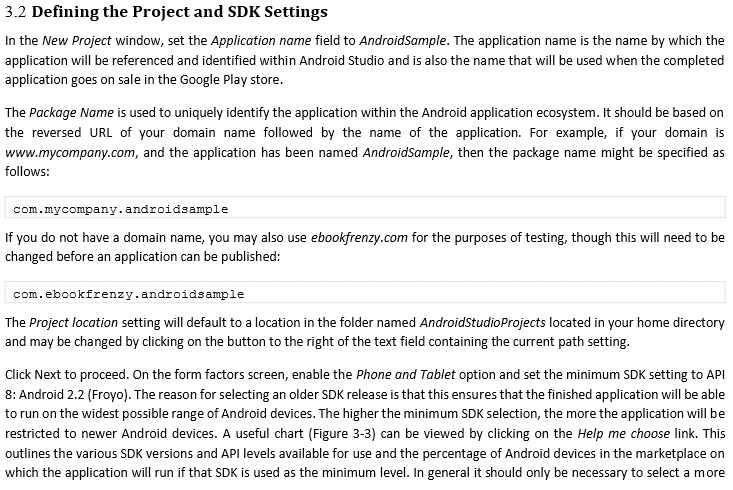 3.2 Defining the Project and SDK Settings
In the New Project window, set the Application name field to AndroidSample. The application name is the name by which the
application will be referenced and identified within Android Studio and is also the name that will be used when the completed
application goes on sale in the Google Play store.
The Package Name is used to uniquely identify the application within the Android application ecosystem. It should be based on
the reversed URL of your domain name followed by the name of the application. For example, if your domain is
www.mycompany.com, and the application has been named AndroidSample, then the package name might be specified as
follows:
com.mycompany.androidsample
If you do not have a domain name, you may also use ebookfrenzy.com for the purposes of testing, though this will need to be
changed before an application can be published:
com.ebookfrenzy.androidsample
The Project location setting will default to a location in the folder named AndroidStudioProjects located in your home directory
and may be changed by clicking on the button to the right of the text field containing the current path setting.
Click Next to proceed. On the form factors screen, enable the Phone and Tablet option and set the minimum SDK setting to API
8: Android 2.2 (Froyo). The reason for selecting an older SDK release is that this ensures that the finished application will be able
to run on the widest possible range of Android devices. The higher the minimum SDK selection, the more the application will be
restricted to newer Android devices. A useful chart (Figure 3-3) can be viewed by clicking on the Help me choose link. This
outlines the various SDK versions and API levels available for use and the percentage of Android devices in the marketplace on
which the application will run if that SDK is used as the minimum level. In general it should only be necessary to select a more